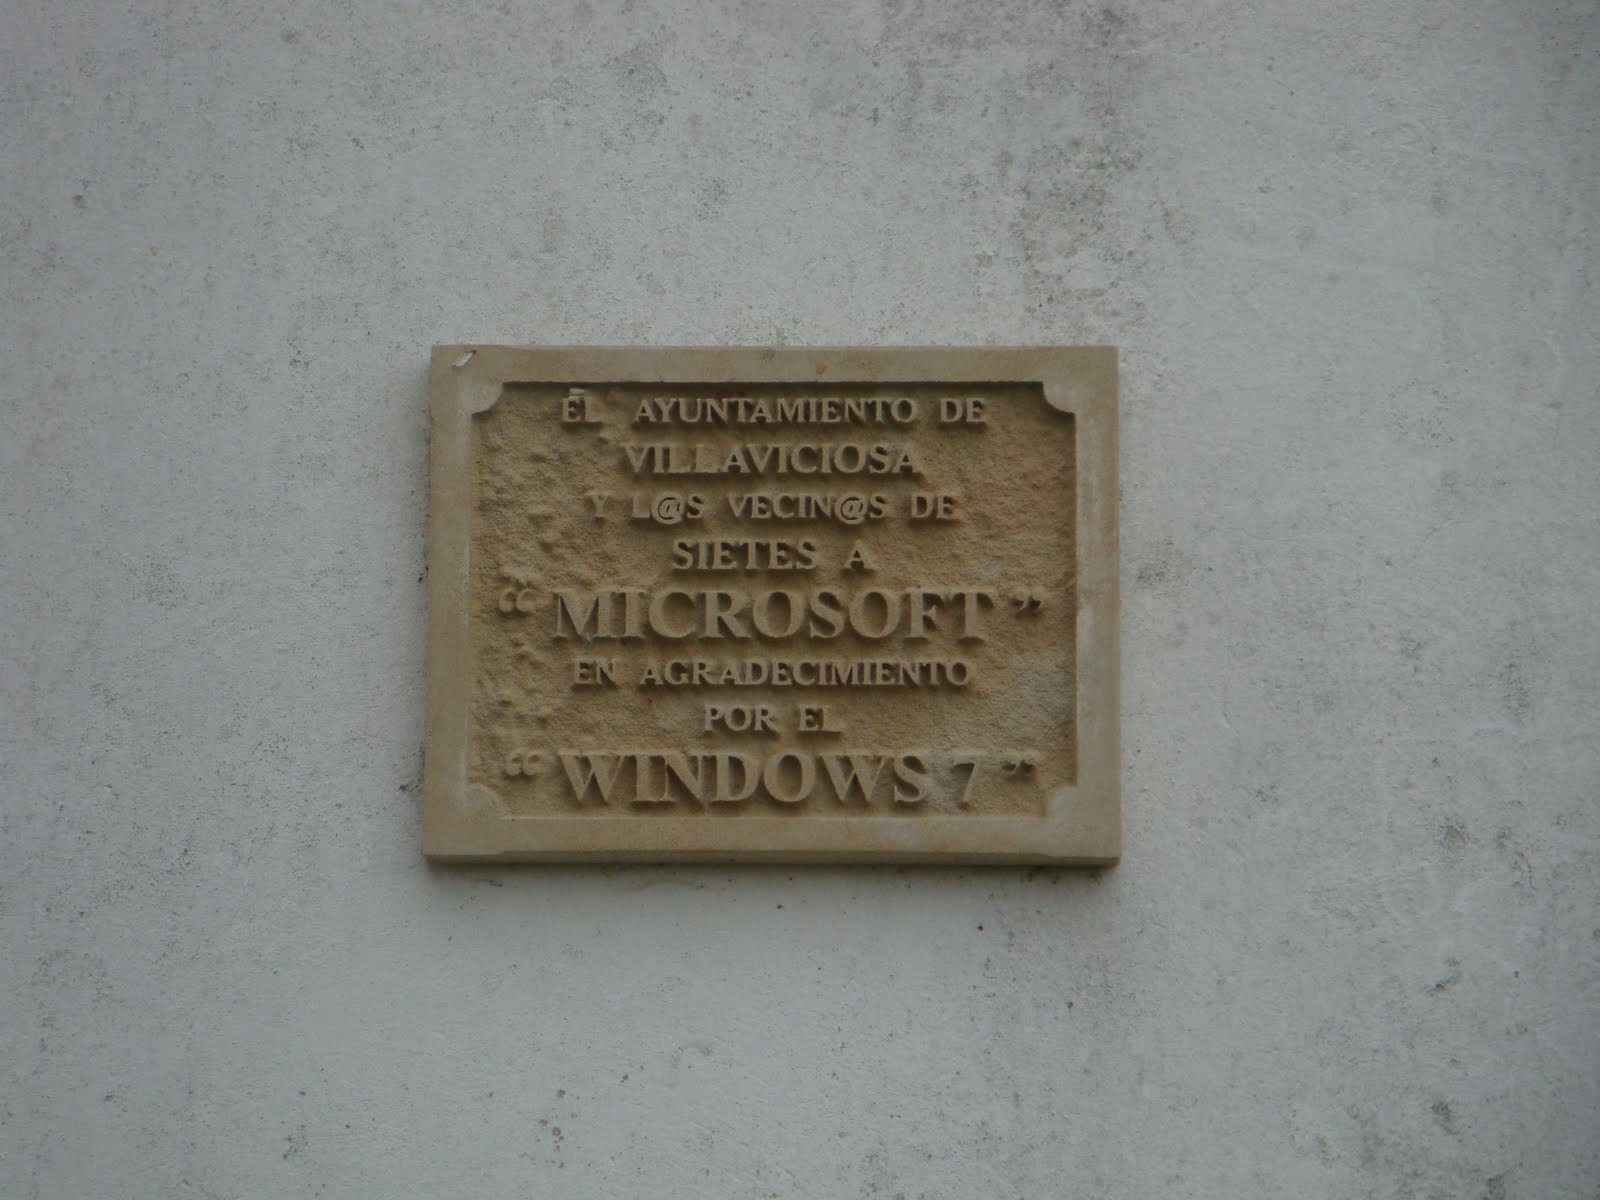 EL AYUNTAMIENTO DE
VILLAVICIOSA
Y L@S VECIN@S DE
SIETES A
“MICROSOFT”
EN AGRADECIMIENTO
POR EL
“WINDOWS 7”